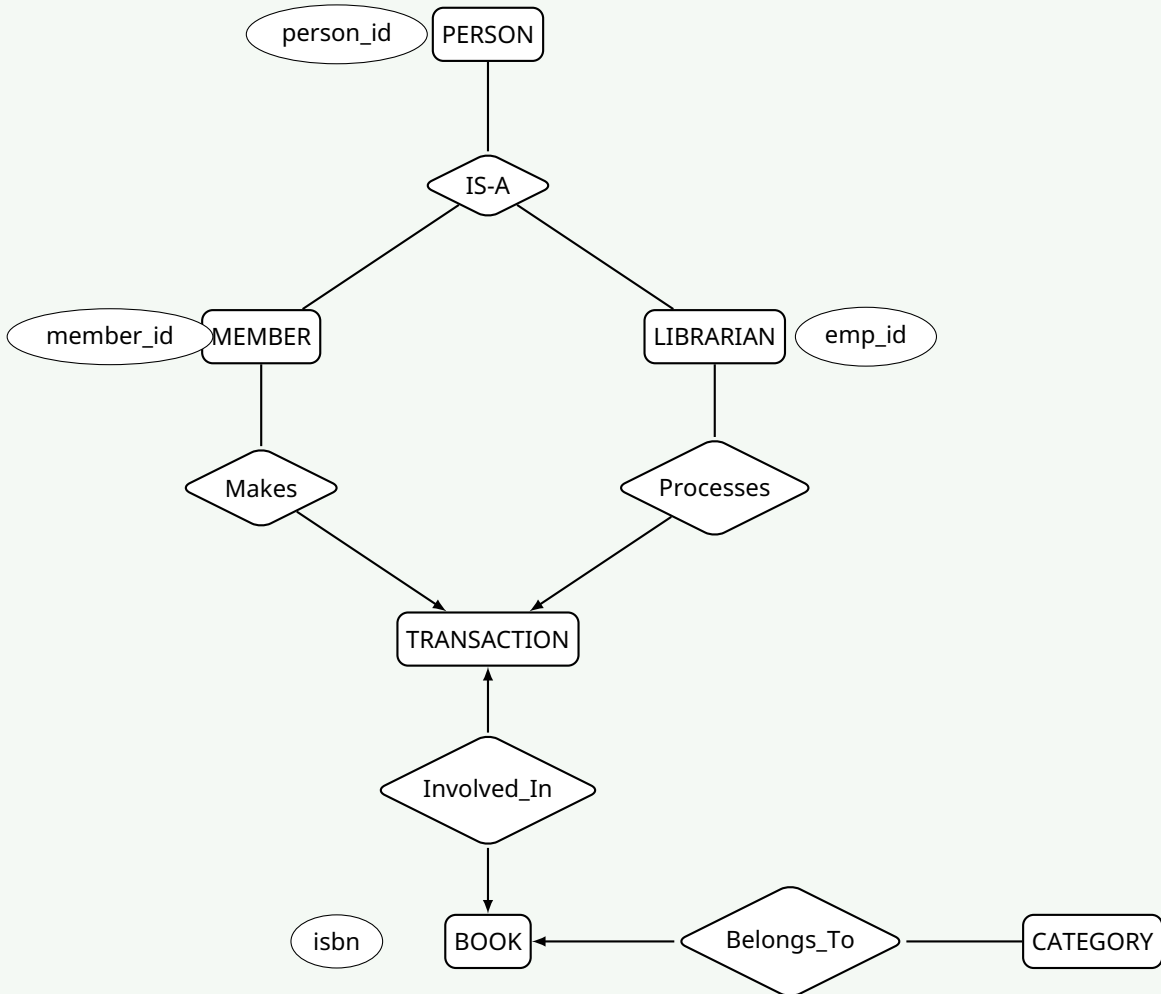 person_id
PERSON
IS-A
member_id
MEMBER
LIBRARIAN
emp_id
Makes
Processes
TRANSACTION
Involved_In
isbn
BOOK
Belongs_To
CATEGORY